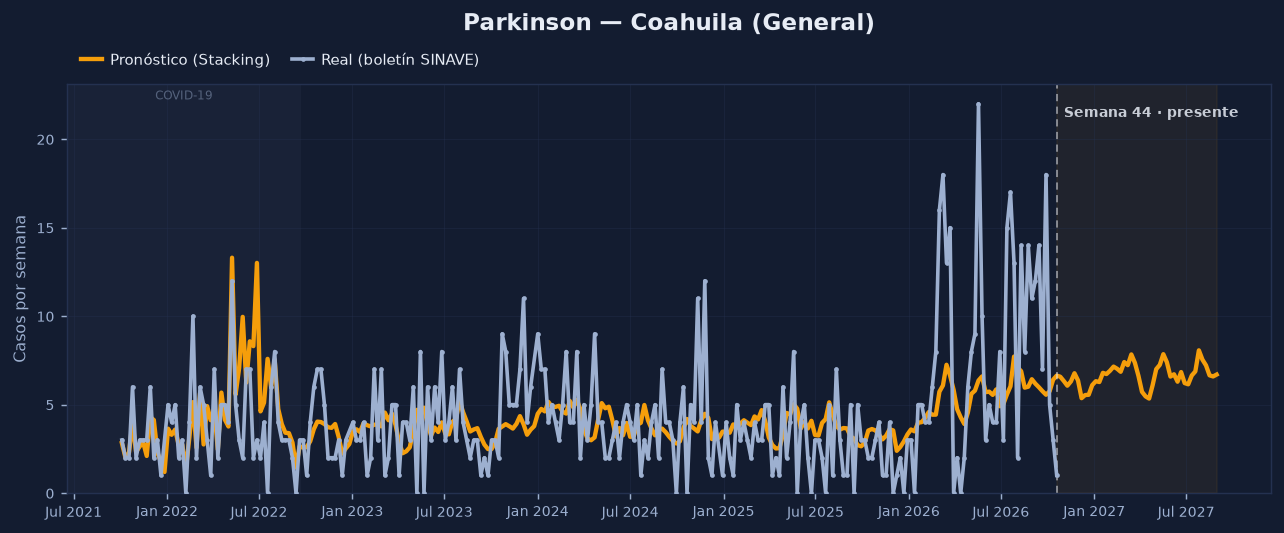 Parkinson — Coahuila (General)
Pronóstico (Stacking)
Real (boletín SINAVE)
COVID-19
Semana 44 · presente
Casos por semana
20
15
10
5
0
Jul 2021
Jan 2022
Jul 2022
Jan 2023
Jul 2023
Jan 2024
Jul 2024
Jan 2025
Jul 2025
Jan 2026
Jul 2026
Jan 2027
Jul 2027